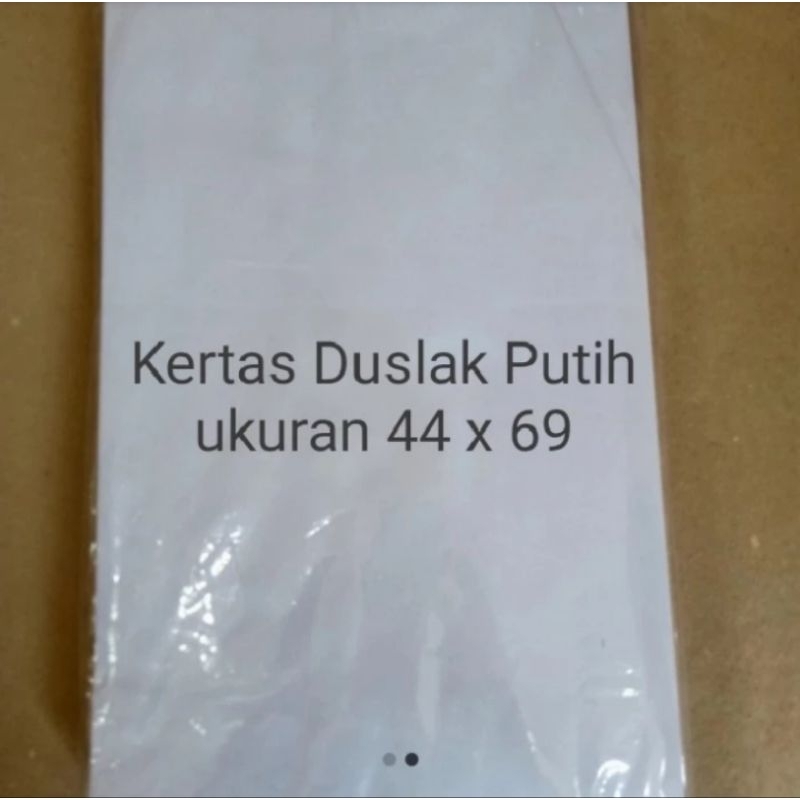 Kertas Duslak Putih
ukuran 44 x 69